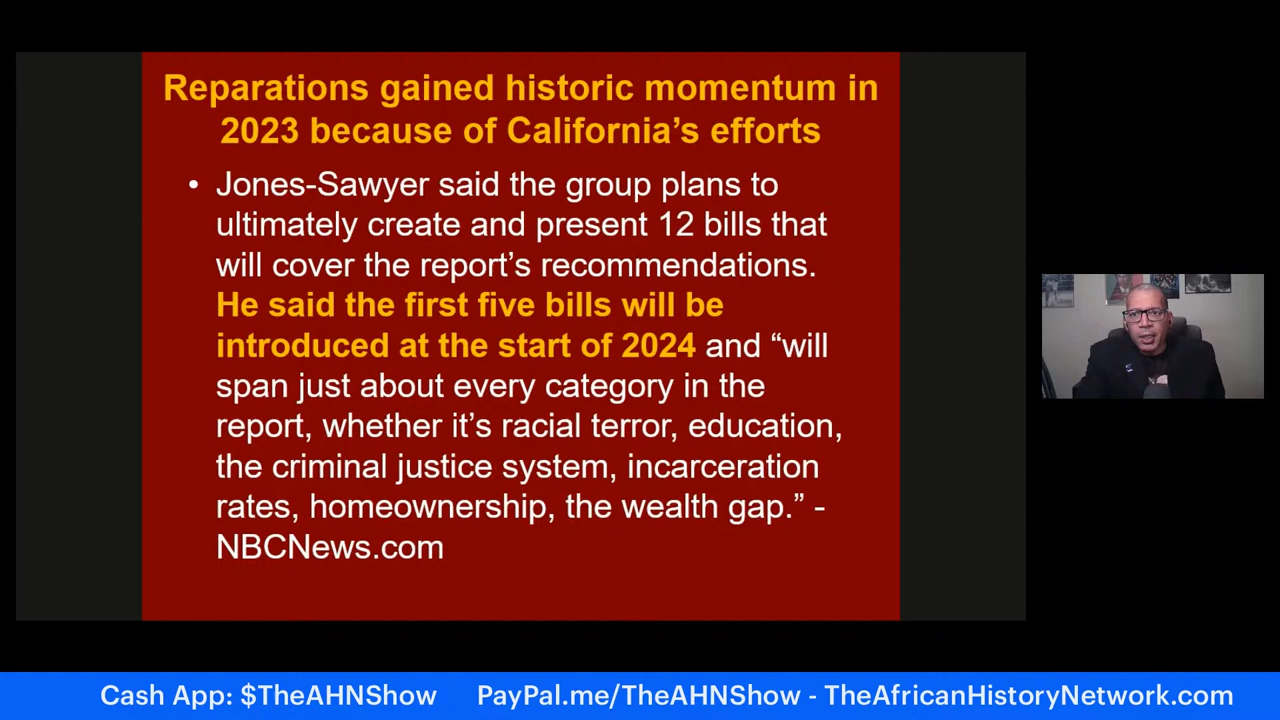 Reparations gained historic momentum in
2023 because of California’s efforts
• Jones-Sawyer said the group plans to
ultimately create and present 12 bills that
will cover the report’s recommendations.
He said the first five bills will be
introduced at the start of 2024 and “will
span just about every category in the
report, whether it’s racial terror, education,
the criminal justice system, incarceration
rates, homeownership, the wealth gap.” -
NBCNews.com
Cash App: $TheAHNShow PayPal.me/TheAHNShow - TheAfricanHistoryNetwork.com